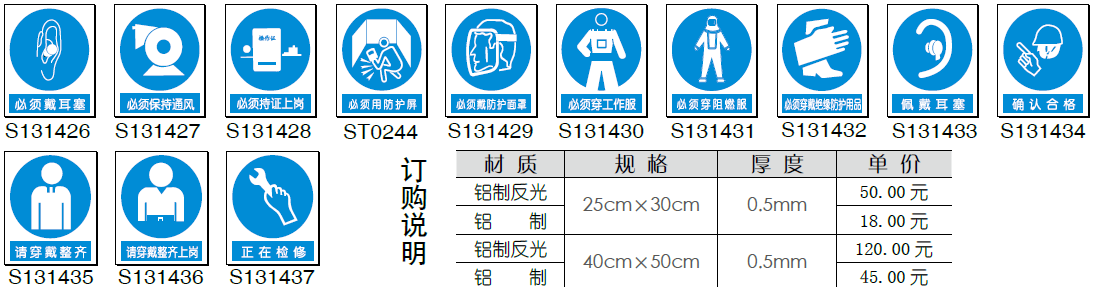 操作证
必须戴耳塞
必须保持通风
必须持证上岗
必须用防护屏
必须戴防护面罩
必须穿工作服
必须穿阻燃服
必须穿戴绝缘防护用品
佩戴耳塞
确认合格
S131426
S131427
S131428
ST0244
S131429
S131430
S131431
S131432
S131433
S131434
请穿戴整齐
请穿戴整齐上岗
正在检修
S131435
S131436
S131437
订购说明
材质 规格 厚度 单价
铝制反光 25cm×30cm 0.5mm 50.00元
铝制 18.00元
铝制反光 40cm×50cm 0.5mm 120.00元
铝制 45.00元